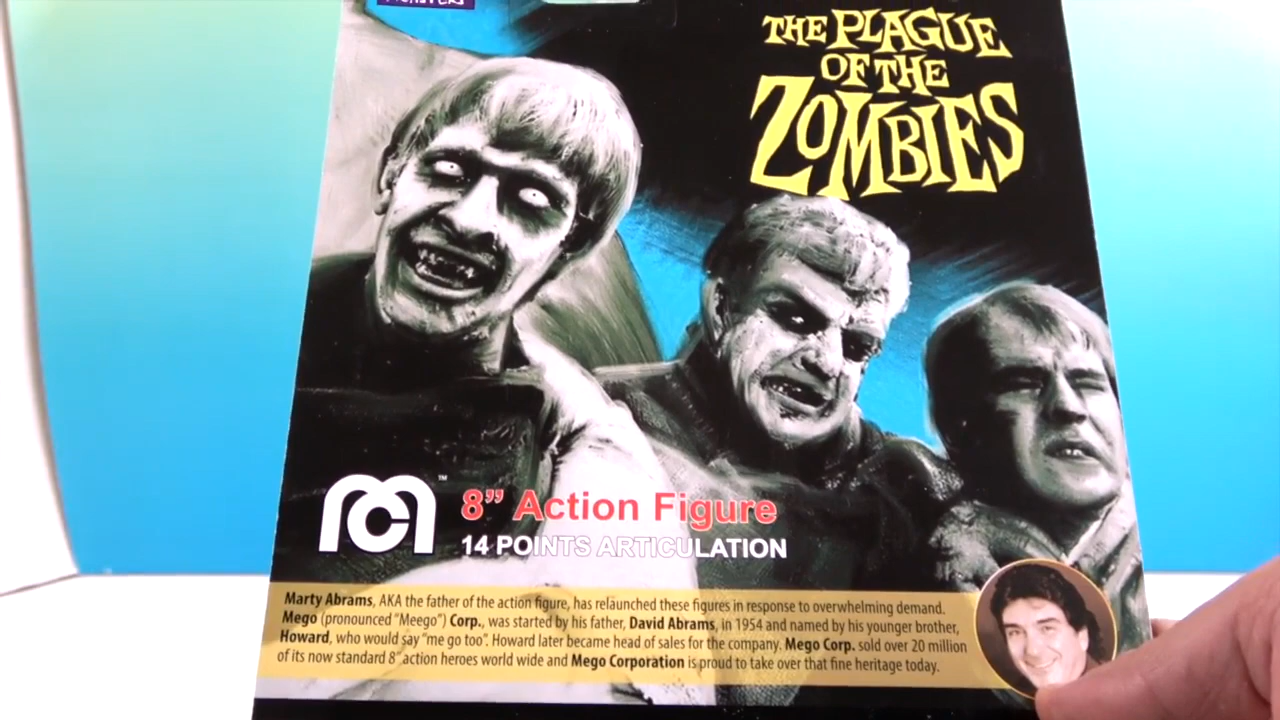 MONSTERS
THE PLAGUE
OF THE
ZOMBIES
™
8” Action Figure
14 POINTS ARTICULATION
Marty Abrams, AKA the father of the action figure, has relaunched these figures in response to overwhelming demand.
Mego (pronounced “Meego”) Corp., was started by his father, David Abrams, in 1954 and named by his younger brother,
Howard, who would say “me go too”. Howard later became head of sales for the company. Mego Corp. sold over 20 million
of its now standard 8” action heroes world wide and Mego Corporation is proud to take over that fine heritage today.